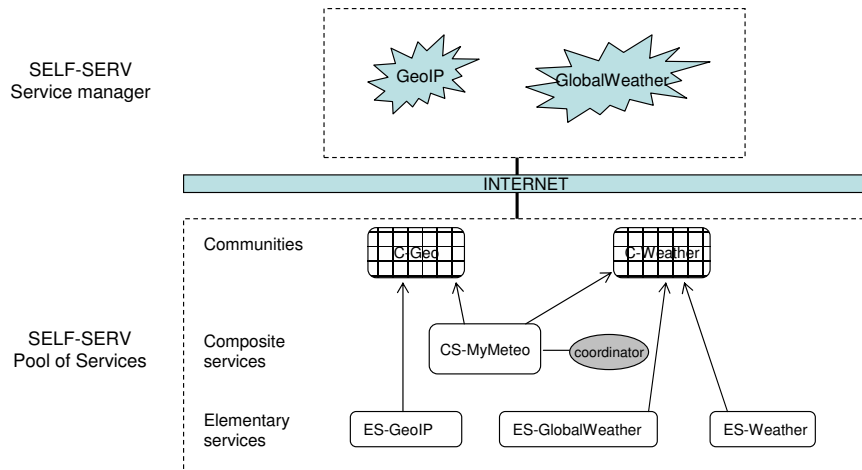 SELF-SERV
Service manager
GeoIP
GlobalWeather
INTERNET
Communities
C-Geo
C-Weather
SELF-SERV
Pool of Services
Composite
services
CS-MyMeteo
coordinator
Elementary
services
ES-GeoIP
ES-GlobalWeather
ES-Weather